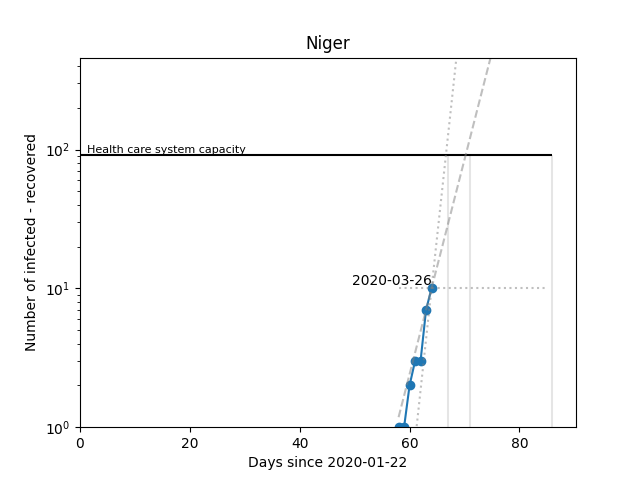 Niger
Number of infected - recovered
10²
10¹
10⁰
Health care system capacity
2020-03-26
0 20 40 60 80
Days since 2020-01-22